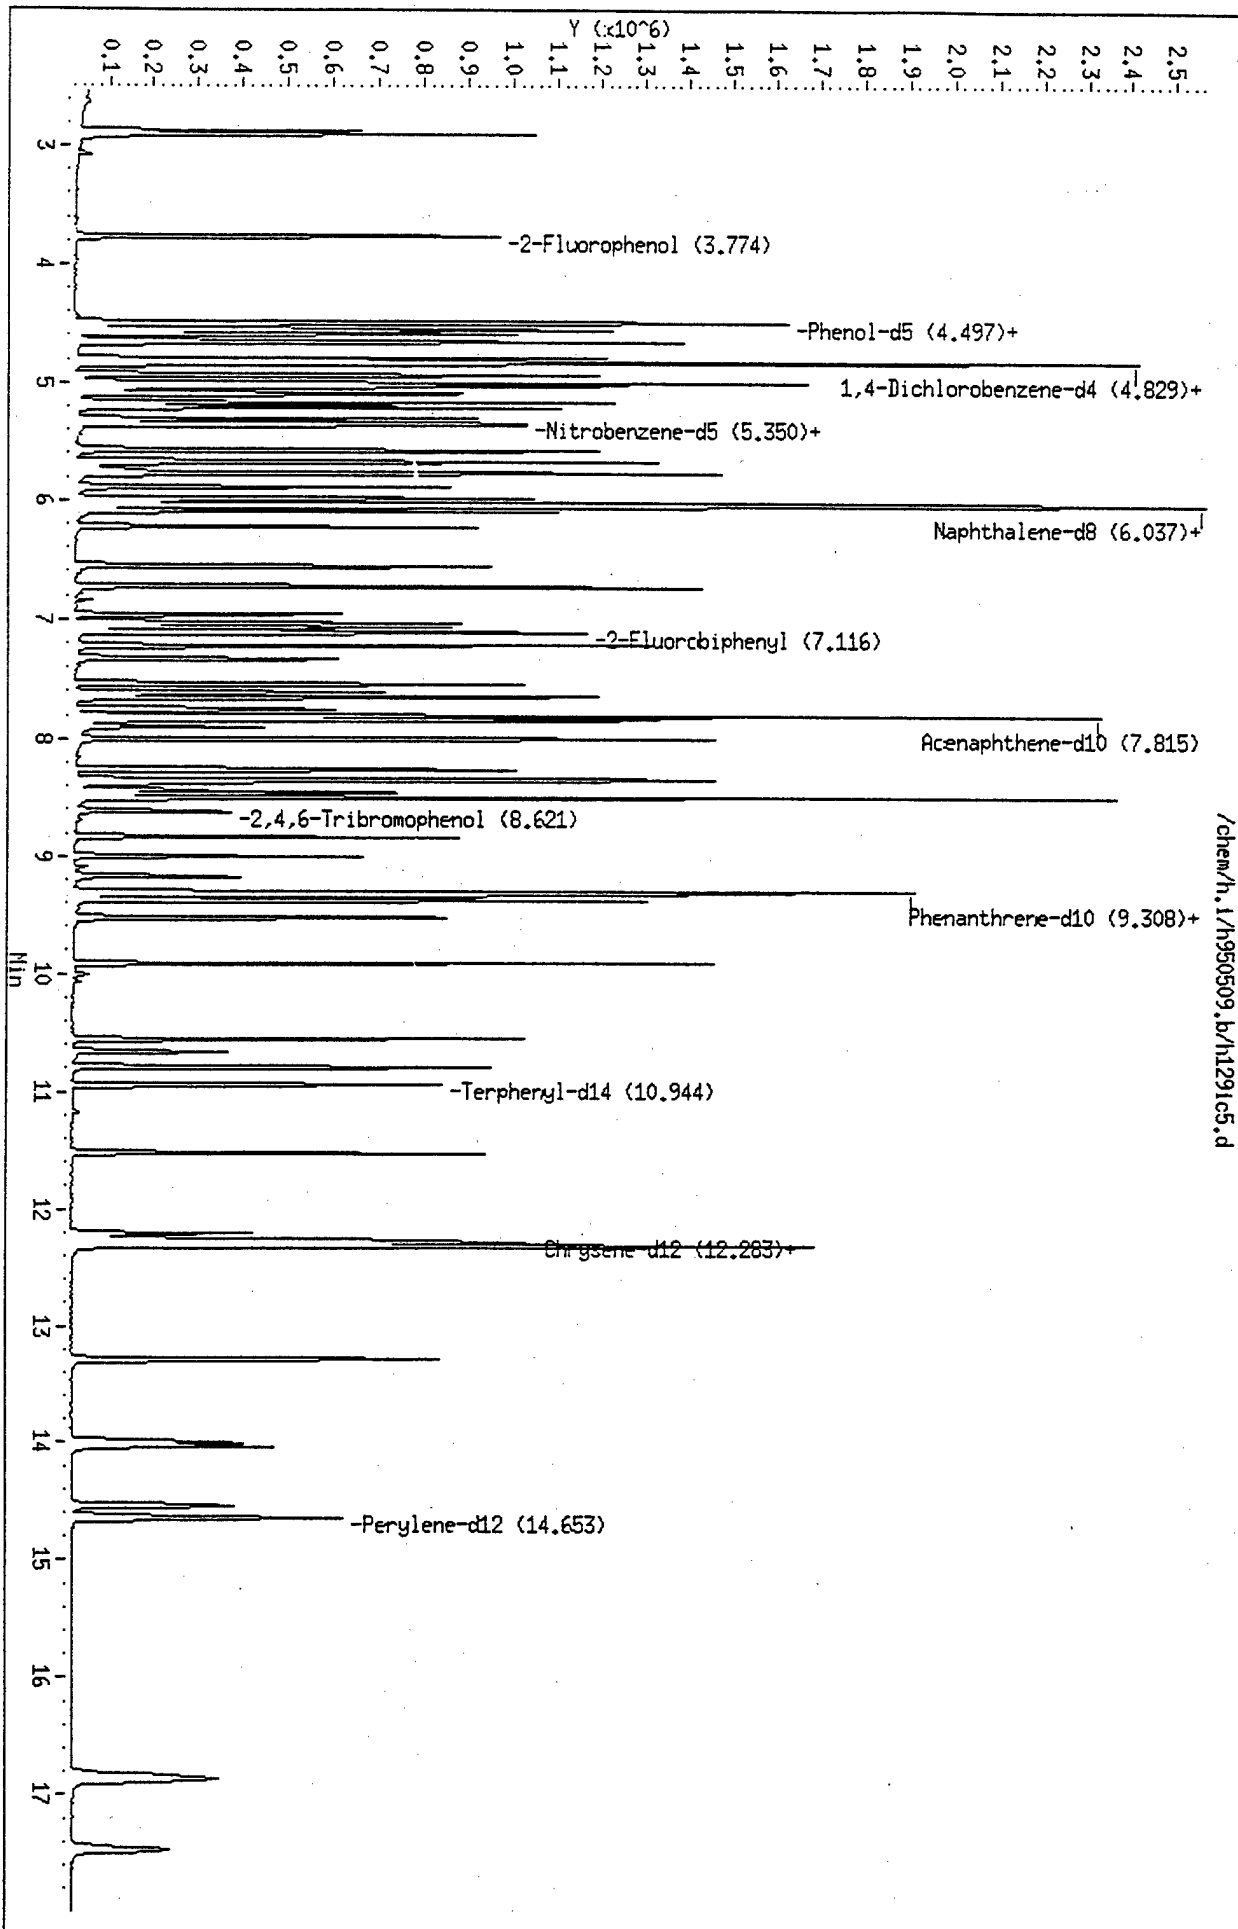 /chem/h.i/h950509.b/h1291c5.d
Y (x10^6)
2.5
2.4
2.3
2.2
2.1
2.0
1.9
1.8
1.7
1.6
1.5
1.4
1.3
1.2
1.1
1.0
0.9
0.8
0.7
0.6
0.5
0.4
0.3
0.2
0.1
-2-Fluorophenol (3.774)
-Phenol-d5 (4.497)+
1,4-Dichlorobenzene-d4 (4.829)+
-Nitrobenzene-d5 (5.350)+
Naphthalene-d8 (6.037)+
-2-Fluorobiphenyl (7.116)
Acenaphthene-d10 (7.815)
-2,4,6-Tribromophenol (8.621)
Phenanthrene-d10 (9.308)+
-Terphenyl-d14 (10.944)
Chrysene-d12 (12.283)+
-Perylene-d12 (14.653)
3
4
5
6
7
8
9
10
11
12
13
14
15
16
17
Min